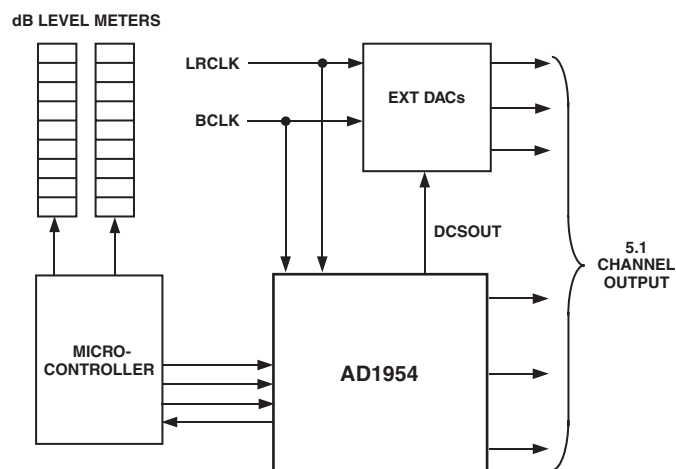 dB LEVEL METERS
LRCLK
BCLK
EXT DACs
DCSOUT
5.1
CHANNEL
OUTPUT
MICRO-
CONTROLLER
AD1954